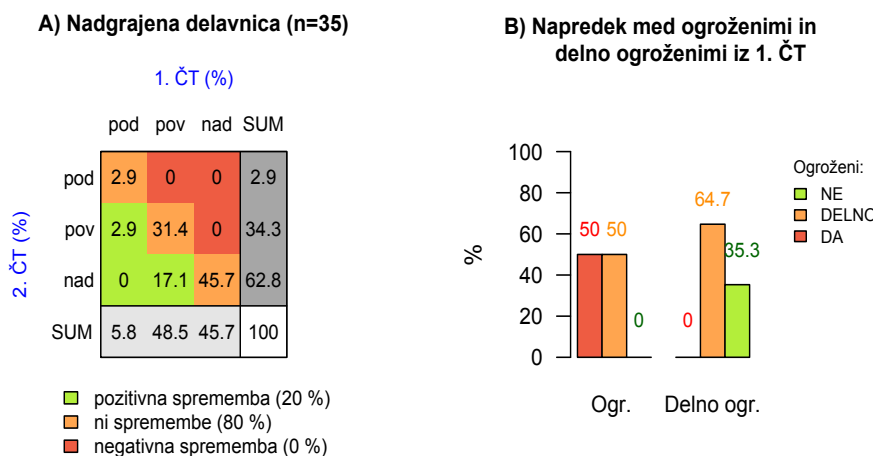 A) Nadgrajena delavnica (n=35)
1. ČT (%)
pod pov nad SUM
2. ČT (%)
pod 2.9 0 0 2.9
pov 2.9 31.4 0 34.3
nad 0 17.1 45.7 62.8
SUM 5.8 48.5 45.7 100
pozitivna sprememba (20 %)
ni spremembe (80 %)
negativna sprememba (0 %)
B) Napredek med ogroženimi in
delno ogroženimi iz 1. ČT
%
100
80
60
40
20
0
50 50 0
0 64.7 35.3
Ogr. Delno ogr.
Ogroženi:
NE
DELNO
DA